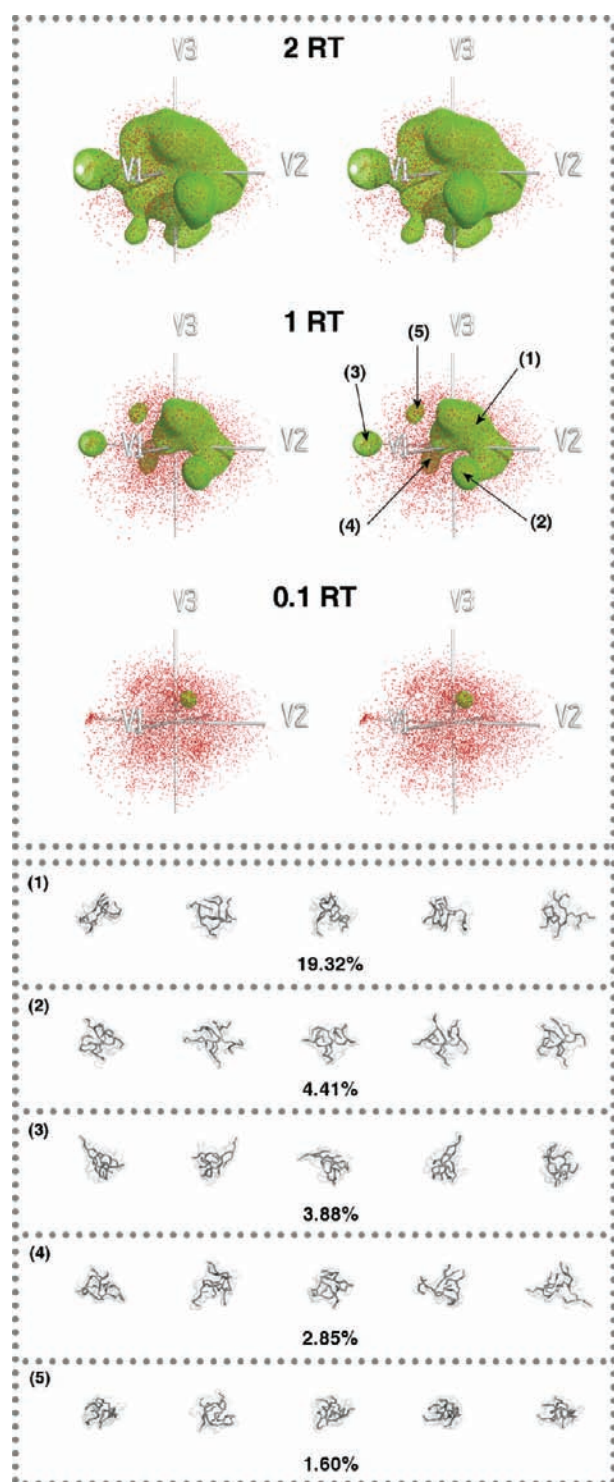 2 RT
V3 V3
V1 V2 V1 V2
1 RT
V3 V3
(5) (1)
(3)
V1 V2 V1 V2
(4) (2)
0.1 RT
V3 V3
V1 V2 V1 V2
(1)
19.32%
(2)
4.41%
(3)
3.88%
(4)
2.85%
(5)
1.60%